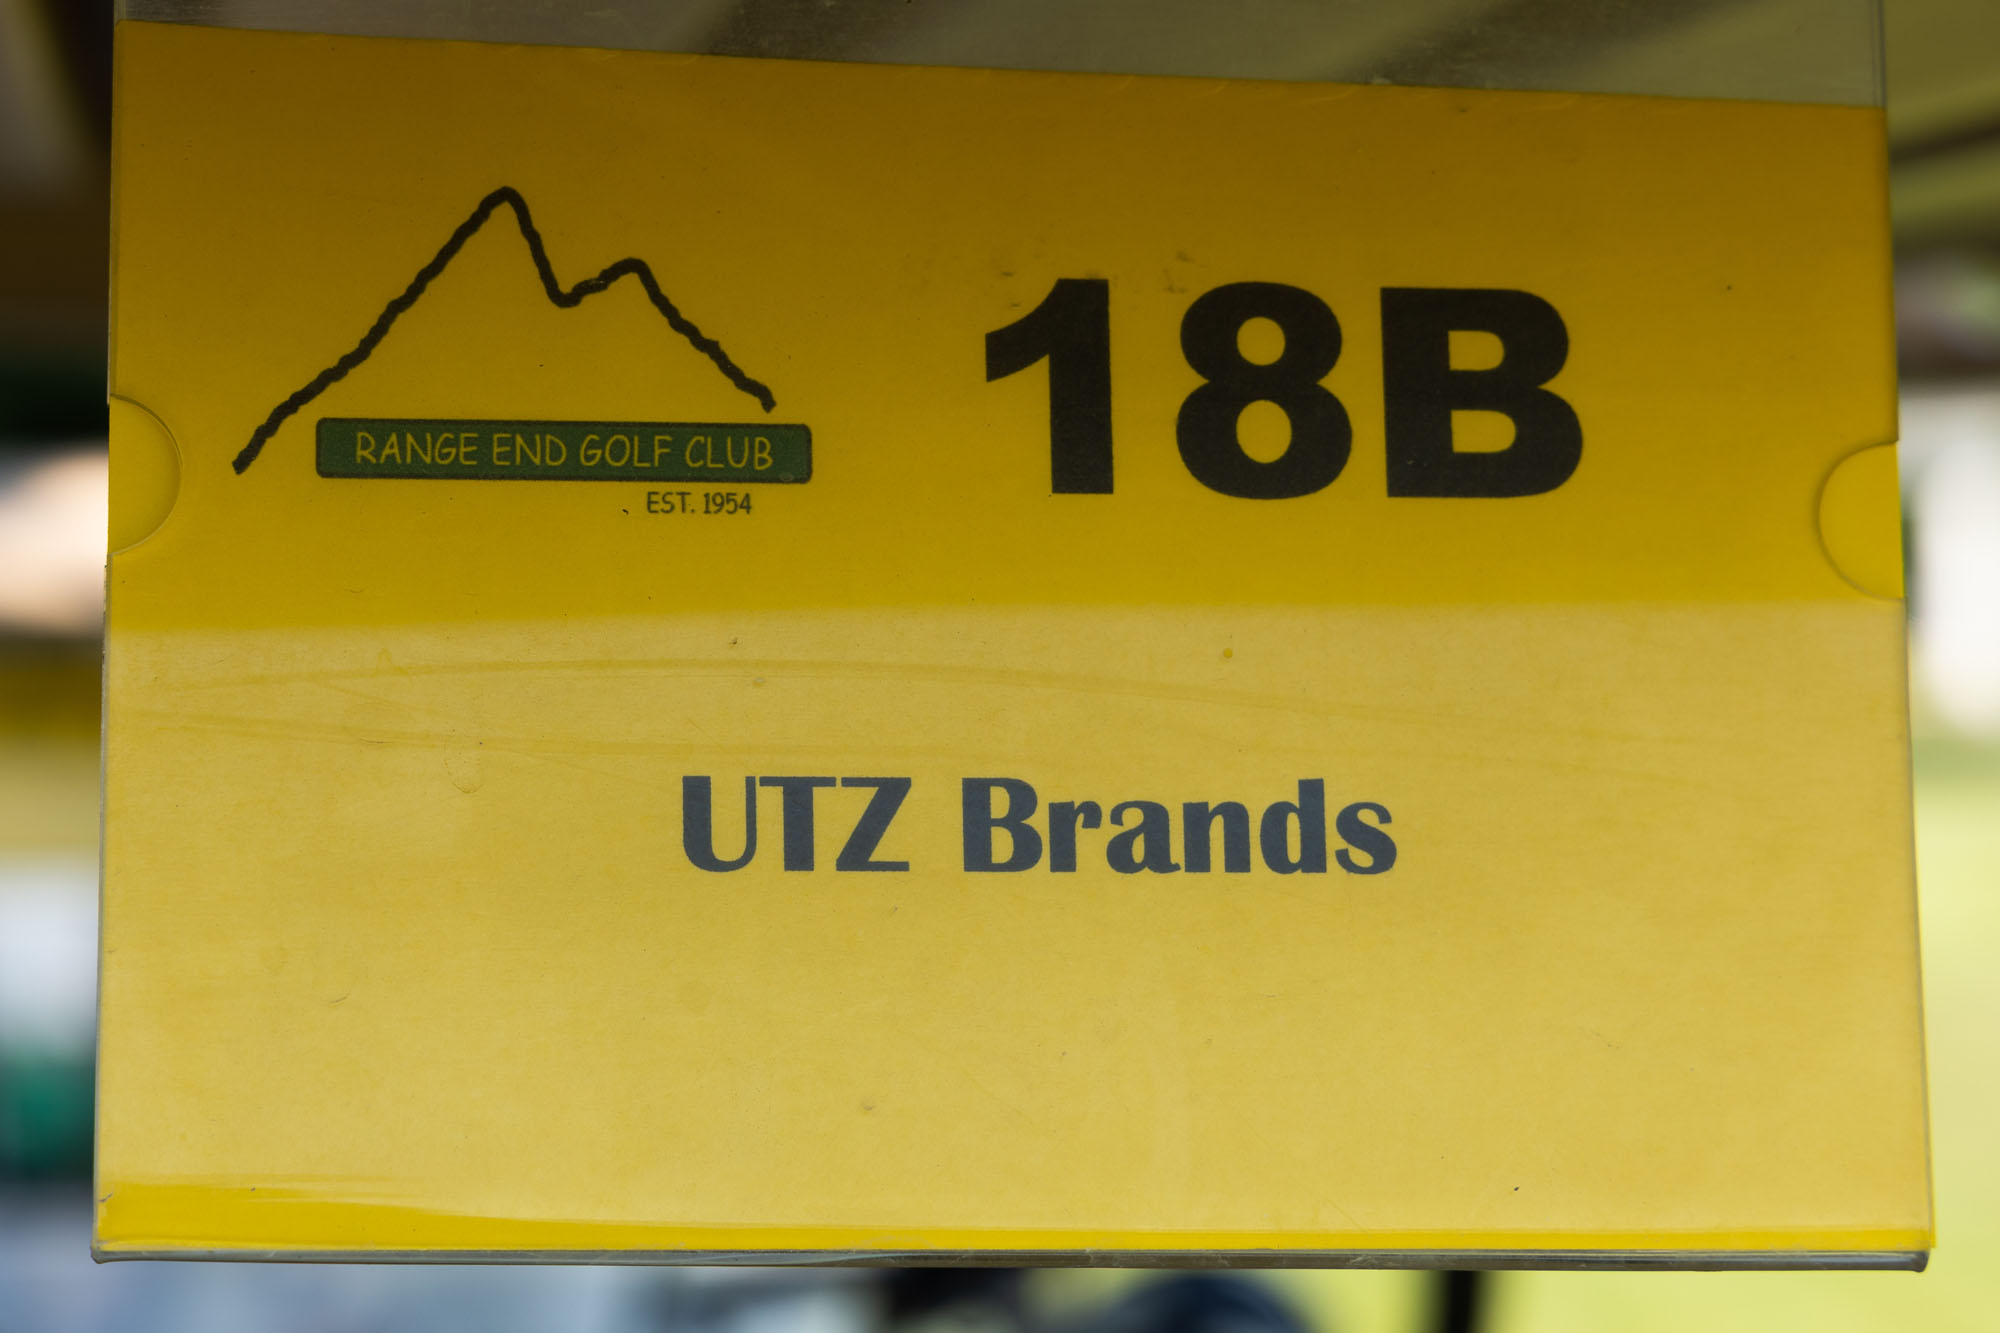 RANGE END GOLF CLUB
EST. 1954
18B
UTZ Brands